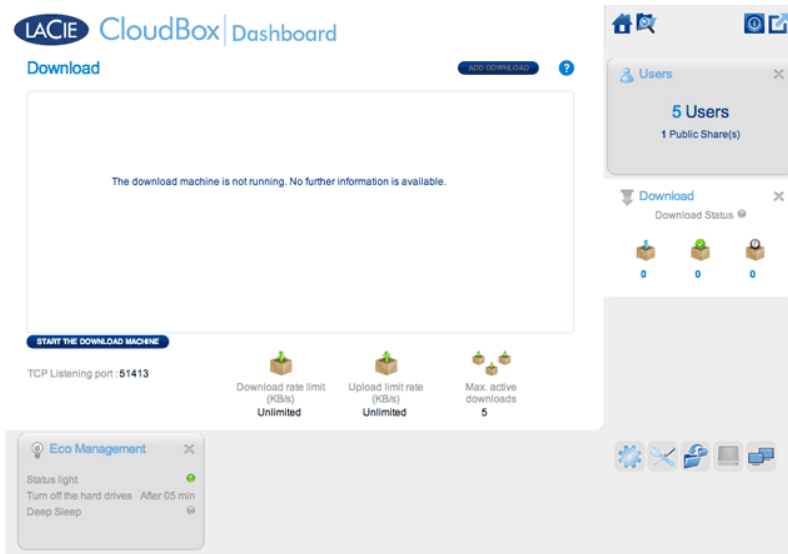 LACIE CloudBox Dashboard
Download
ADD DOWNLOAD
?
The download machine is not running. No further information is available.
START THE DOWNLOAD MACHINE
TCP Listening port : 51413
Download rate limit
(KB/s)
Unlimited
Upload limit rate
(KB/s)
Unlimited
Max. active
downloads
5
Users
5 Users
1 Public Share(s)
Download
Download Status
0 0 0
Eco Management
Status light
Turn off the hard drives After 05 min
Deep Sleep